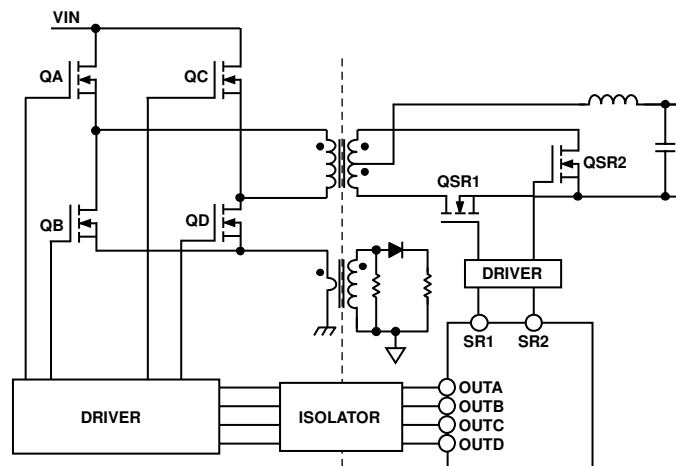 VIN
QA
QC
QSR2
QSR1
QB
QD
DRIVER
SR1
SR2
DRIVER
ISOLATOR
OUTA
OUTB
OUTC
OUTD